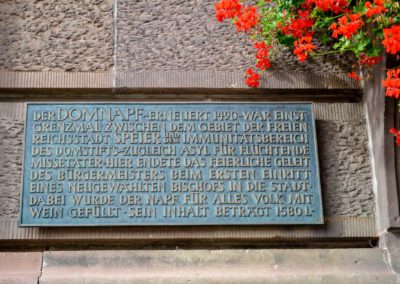 DER DOMNAPF·ERNEUERT 1490·WAR EINST
GRENZMAL ZWISCHEN DEM GEBIET DER FREIEN
REICHSSTADT SPEIER UND DEM IMMUNITÄTSBEREICH
DES DOMSTIFTS·ZUGLEICH ASYL FÜR FLÜCHTENDE
MISSETÄTER·HIER ENDETE DAS FEIERLICHE GELEIT
DES BÜRGERMEISTERS BEIM ERSTEN EINRITT
EINES NEUGEWÄHLTEN BISCHOFS IN DIE STADT·
DABEI WURDE DER NAPF FÜR ALLES VOLK MIT
WEIN GEFÜLLT·SEIN INHALT BETRÄGT 1580 L·